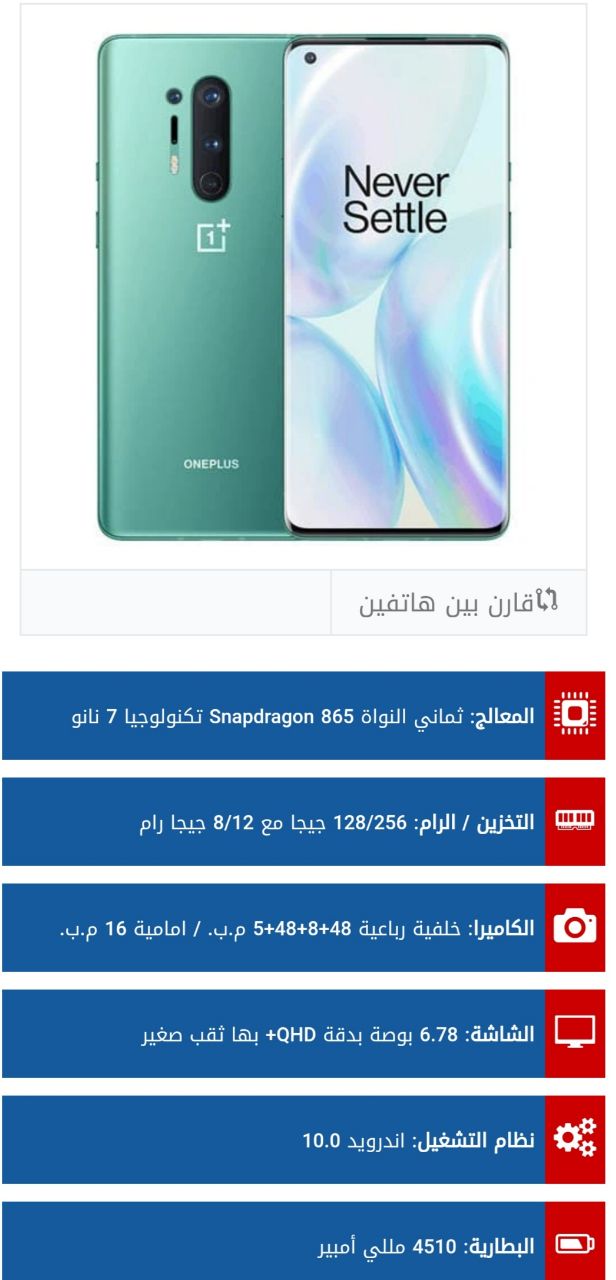 Never
Settle
1+
ONEPLUS
قارن بين هاتفين
المعالج: ثماني النواة Snapdragon 865 تكنولوجيا 7 نانو
التخزين / الرام: 128/256 جيجا مع 8/12 جيجا رام
الكاميرا: خلفية رباعية 48+8+48+5 م.ب. / امامية 16 م.ب.
الشاشة: 6.78 بوصة بدقة QHD+ بها ثقب صغير
نظام التشغيل: اندرويد 10.0
البطارية: 4510 مللي أمبير